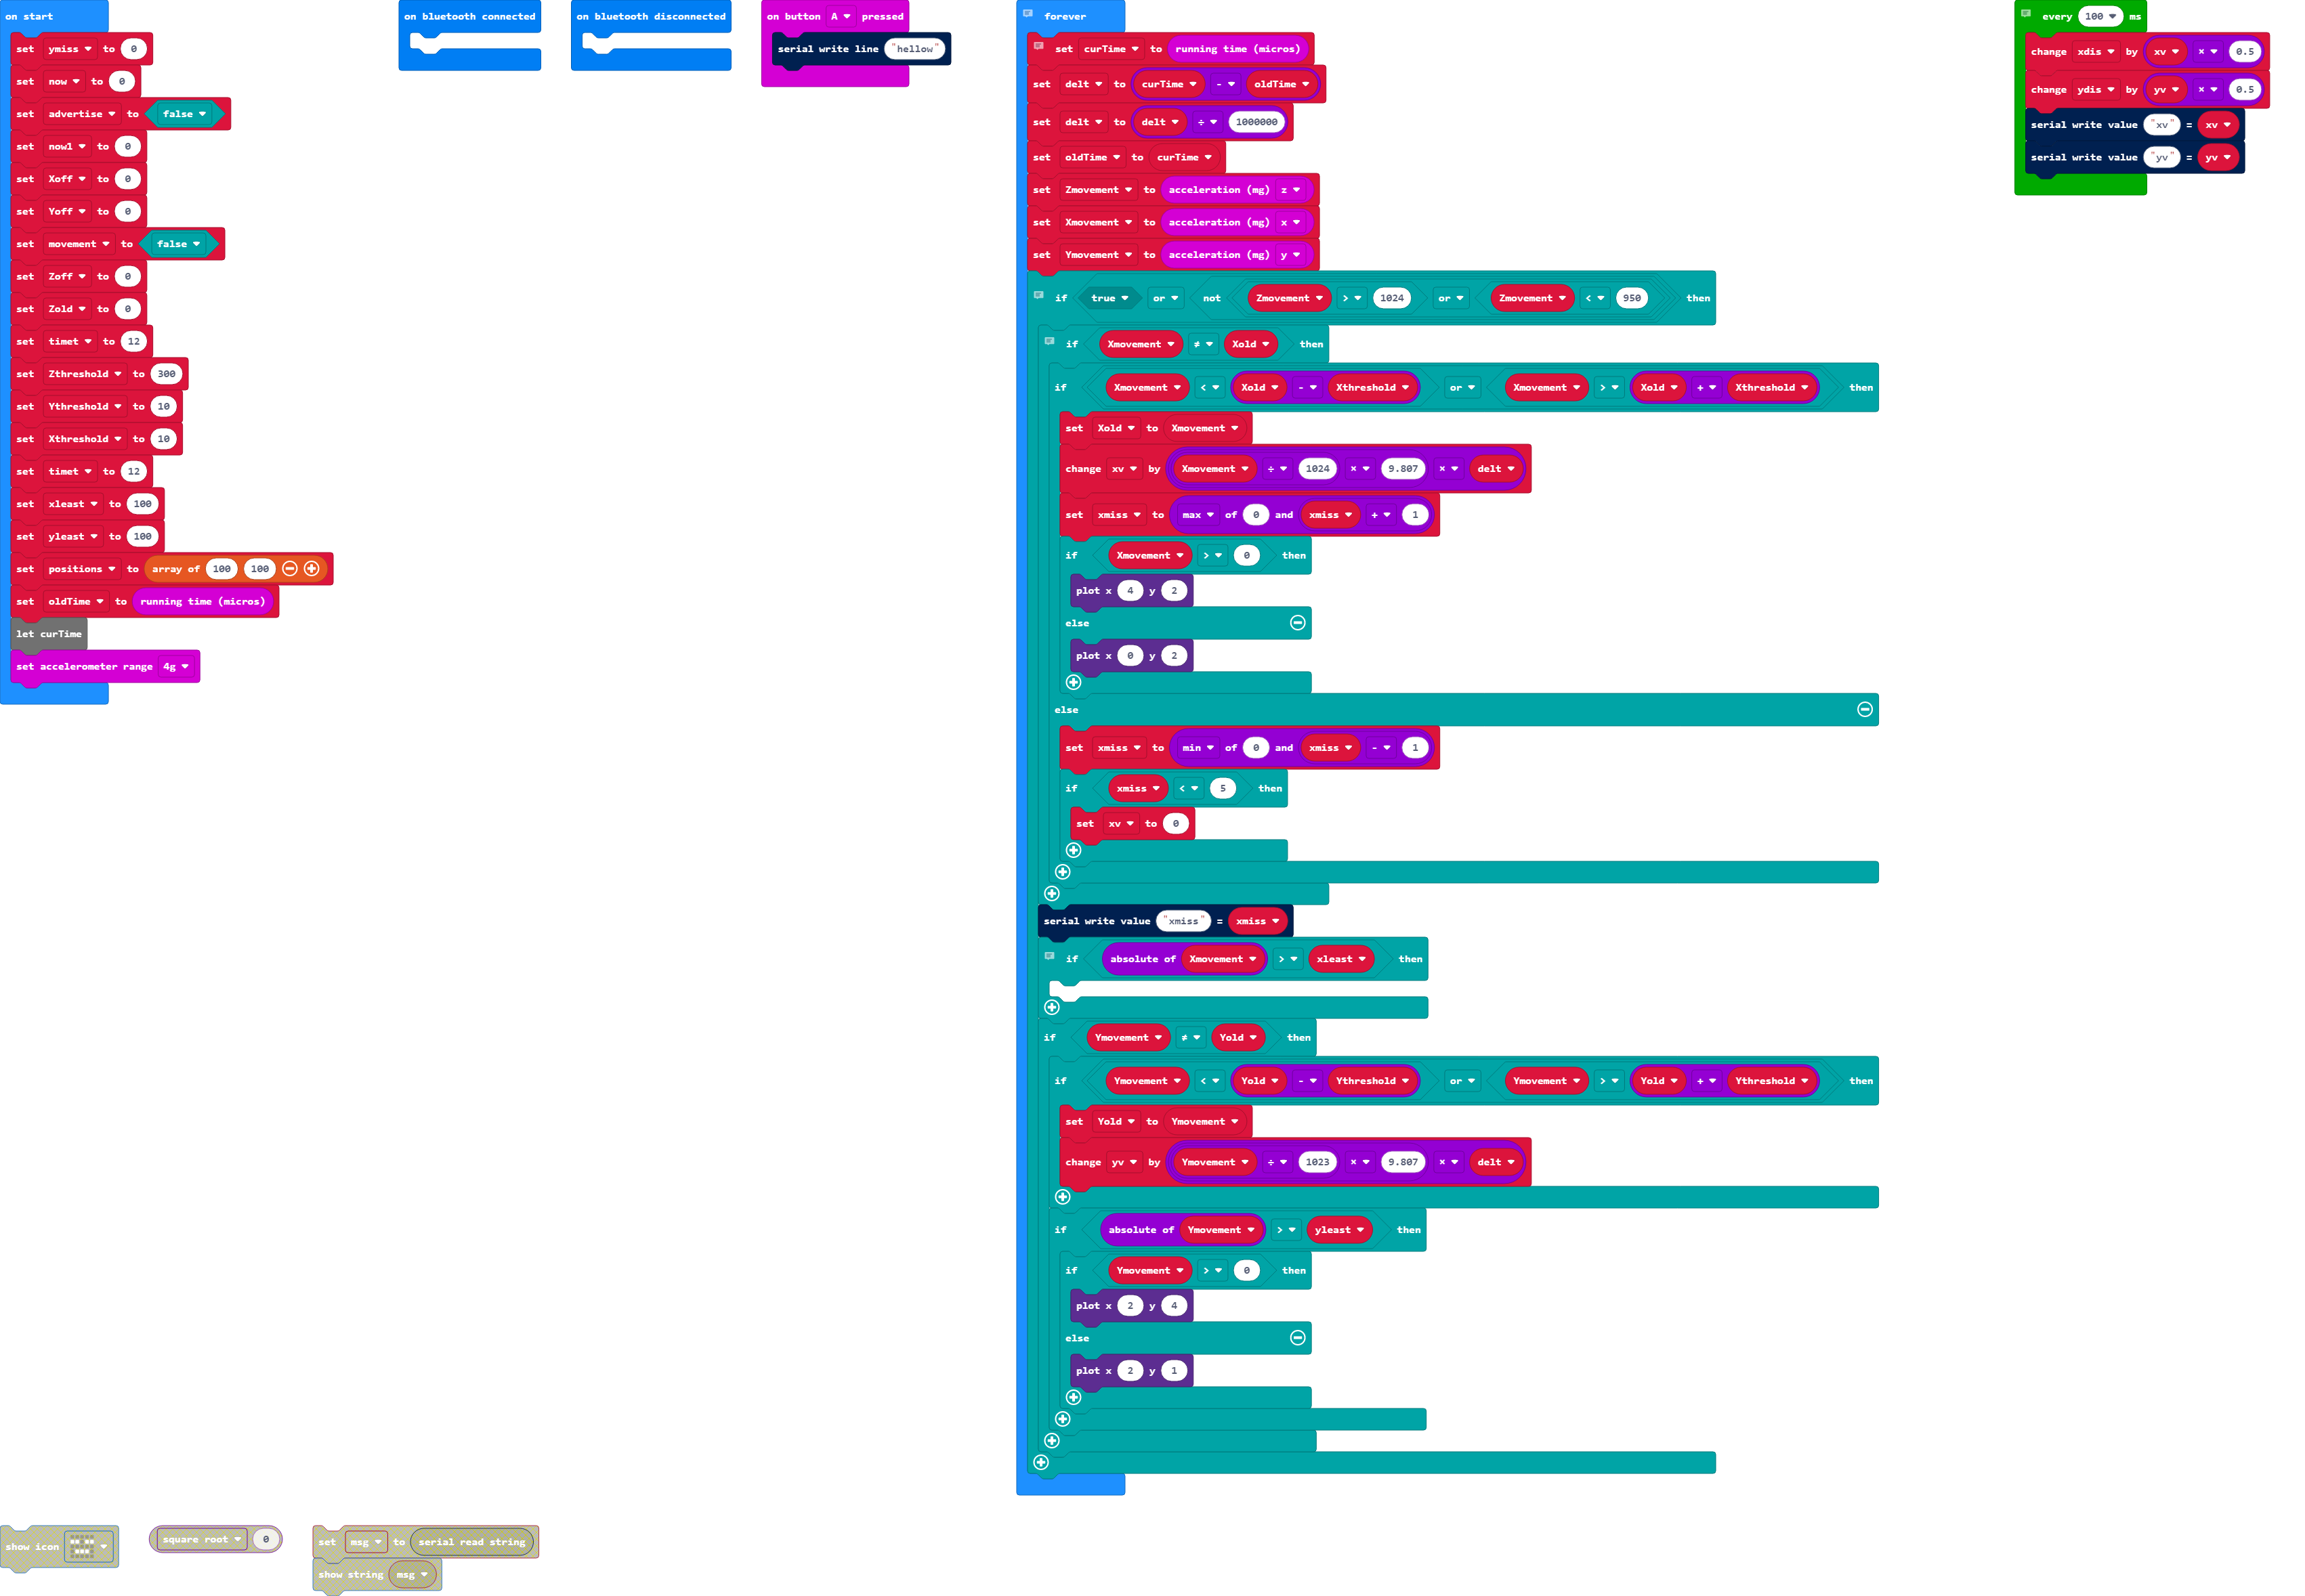 on start
set ymiss to 0
set now to 0
set advertise to false
set now1 to 0
set Xoff to 0
set Yoff to 0
set movement to false
set Zoff to 0
set Zold to 0
set timet to 12
set Zthreshold to 300
set Ythreshold to 10
set Xthreshold to 10
set timet to 12
set xleast to 100
set yleast to 100
set positions to array of 100 100
set oldTime to running time (micros)
let curTime
set accelerometer range 4g
on bluetooth connected
on bluetooth disconnected
on button A pressed
serial write line "hellow"
forever
set curTime to running time (micros)
set delt to curTime - oldTime
set delt to delt ÷ 1000000
set oldTime to curTime
set Zmovement to acceleration (mg) z
set Xmovement to acceleration (mg) x
set Ymovement to acceleration (mg) y
if true or not Zmovement > 1024 or Zmovement < 950 then
if Xmovement ≠ Xold then
if Xmovement < Xold - Xthreshold or Xmovement > Xold + Xthreshold then
set Xold to Xmovement
change xv by Xmovement ÷ 1024 × 9.807 × delt
set xmiss to max of 0 and xmiss + 1
if Xmovement > 0 then
plot x 4 y 2
else
plot x 0 y 2
else
set xmiss to min of 0 and xmiss - 1
if xmiss < 5 then
set xv to 0
serial write value "xmiss" = xmiss
if absolute of Xmovement > xleast then
if Ymovement ≠ Yold then
if Ymovement < Yold - Ythreshold or Ymovement > Yold + Ythreshold then
set Yold to Ymovement
change yv by Ymovement ÷ 1023 × 9.807 × delt
if absolute of Ymovement > yleast then
if Ymovement > 0 then
plot x 2 y 4
else
plot x 2 y 1
every 100 ms
change xdis by xv × 0.5
change ydis by yv × 0.5
serial write value "xv" = xv
serial write value "yv" = yv
show icon
square root 0
set msg to serial read string
show string msg